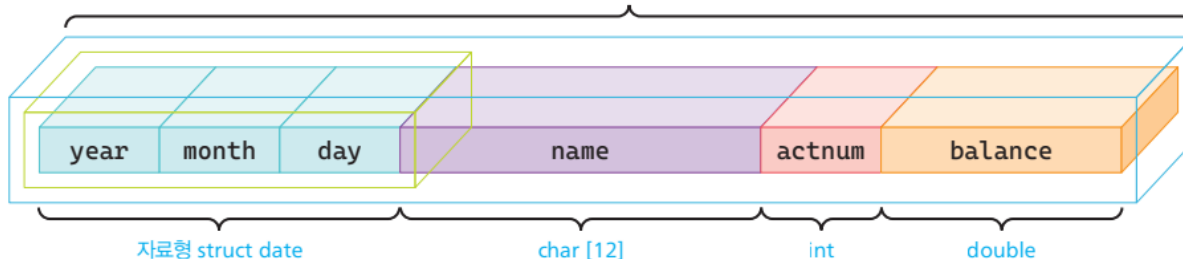 year month day name actnum balance
자료형 struct date char [12] int double